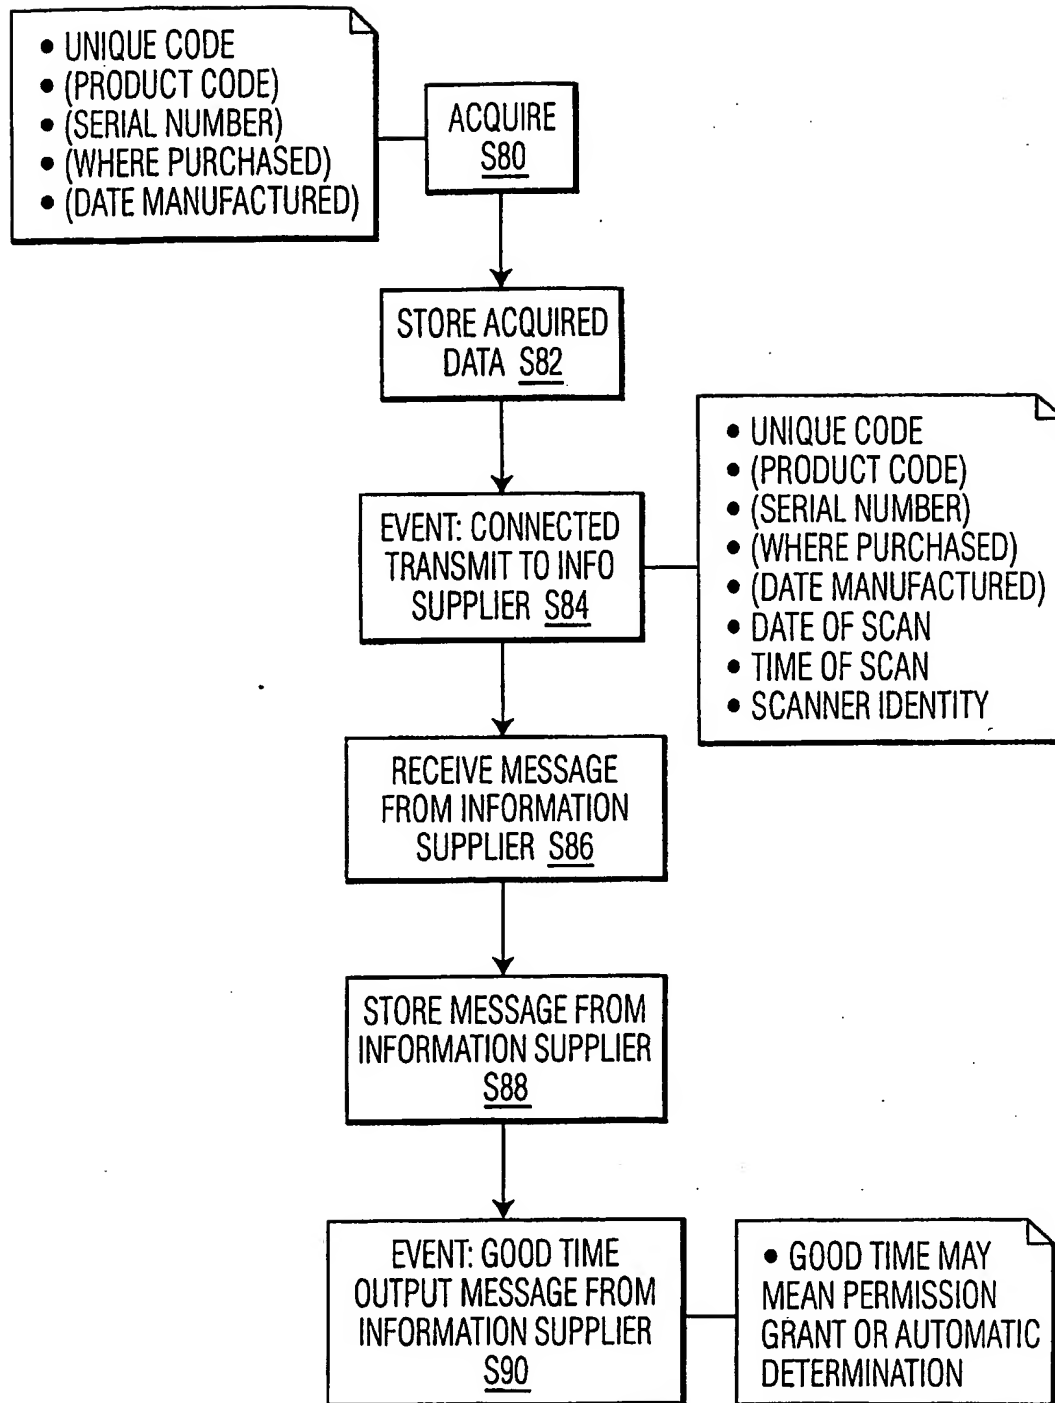 • UNIQUE CODE
• (PRODUCT CODE)
• (SERIAL NUMBER)
• (WHERE PURCHASED)
• (DATE MANUFACTURED)
ACQUIRE
S80
STORE ACQUIRED
DATA S82
EVENT: CONNECTED
TRANSMIT TO INFO
SUPPLIER S84
• UNIQUE CODE
• (PRODUCT CODE)
• (SERIAL NUMBER)
• (WHERE PURCHASED)
• (DATE MANUFACTURED)
• DATE OF SCAN
• TIME OF SCAN
• SCANNER IDENTITY
RECEIVE MESSAGE
FROM INFORMATION
SUPPLIER S86
STORE MESSAGE FROM
INFORMATION SUPPLIER
S88
EVENT: GOOD TIME
OUTPUT MESSAGE FROM
INFORMATION SUPPLIER
S90
• GOOD TIME MAY
MEAN PERMISSION
GRANT OR AUTOMATIC
DETERMINATION